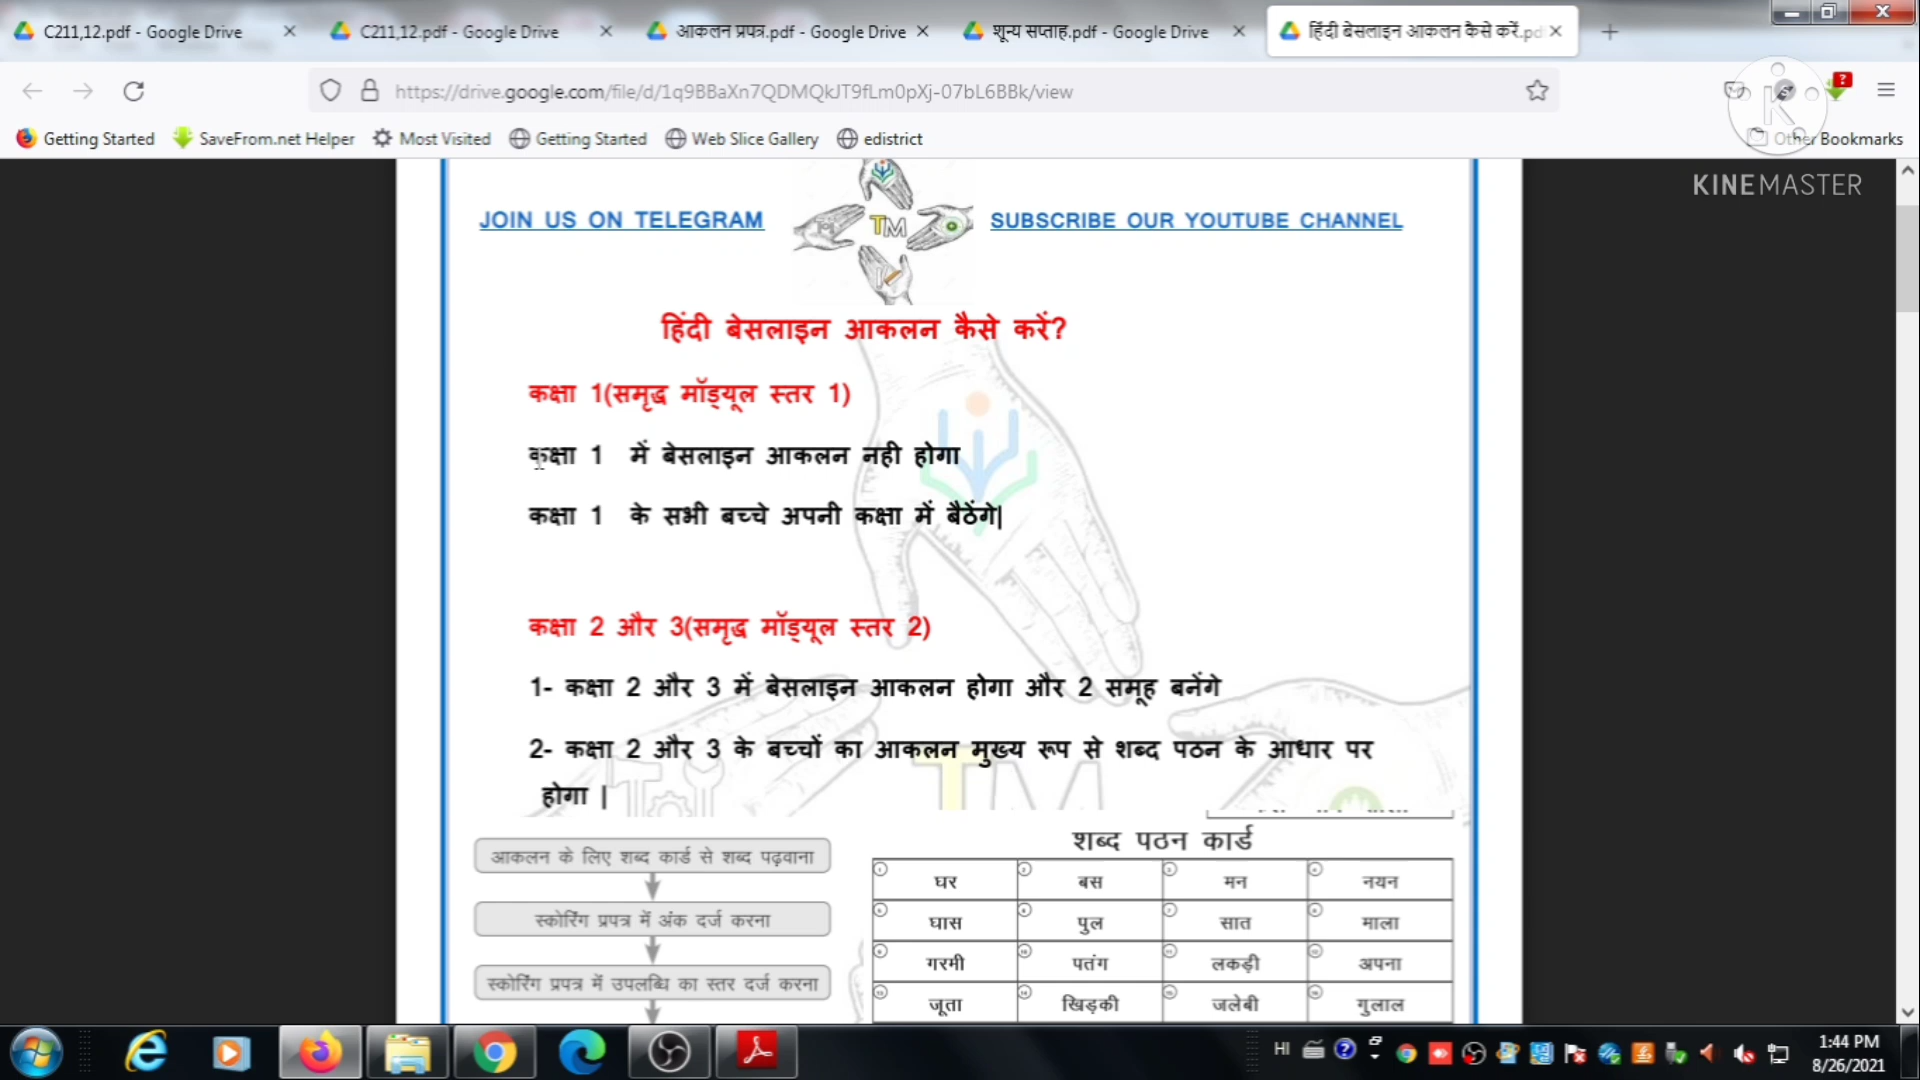 C211,12.pdf - Google Drive
C211,12.pdf - Google Drive
आकलन प्रपत्र.pdf - Google Drive
शून्य सप्ताह.pdf - Google Drive
हिंदी बेसलाइन आकलन कैसे करें.pd
https://drive.google.com/file/d/1q9BBaXn7QDMQkJT9fLm0pXj-07bL6BBk/view
Getting Started
SaveFrom.net Helper
Most Visited
Getting Started
Web Slice Gallery
edistrict
Other Bookmarks
K
KINEMASTER
JOIN US ON TELEGRAM
TM
SUBSCRIBE OUR YOUTUBE CHANNEL
हिंदी बेसलाइन आकलन कैसे करें?
कक्षा 1(समृद्ध मॉड्यूल स्तर 1)
कक्षा 1 में बेसलाइन आकलन नही होगा
कक्षा 1 के सभी बच्चे अपनी कक्षा में बैठेंगे|
कक्षा 2 और 3(समृद्ध मॉड्यूल स्तर 2)
1- कक्षा 2 और 3 में बेसलाइन आकलन होगा और 2 समूह बनेंगे
2- कक्षा 2 और 3 के बच्चों का आकलन मुख्य रूप से शब्द पठन के आधार पर
होगा |
TM
आकलन के लिए शब्द कार्ड से शब्द पढ़वाना
स्कोरिंग प्रपत्र में अंक दर्ज करना
स्कोरिंग प्रपत्र में उपलब्धि का स्तर दर्ज करना
शब्द पठन कार्ड
घर बस मन नयन
घास पुल सात माला
गरमी पतंग लकड़ी अपना
जूता खिड़की जलेबी गुलाल
HI
1:44 PM
8/26/2021